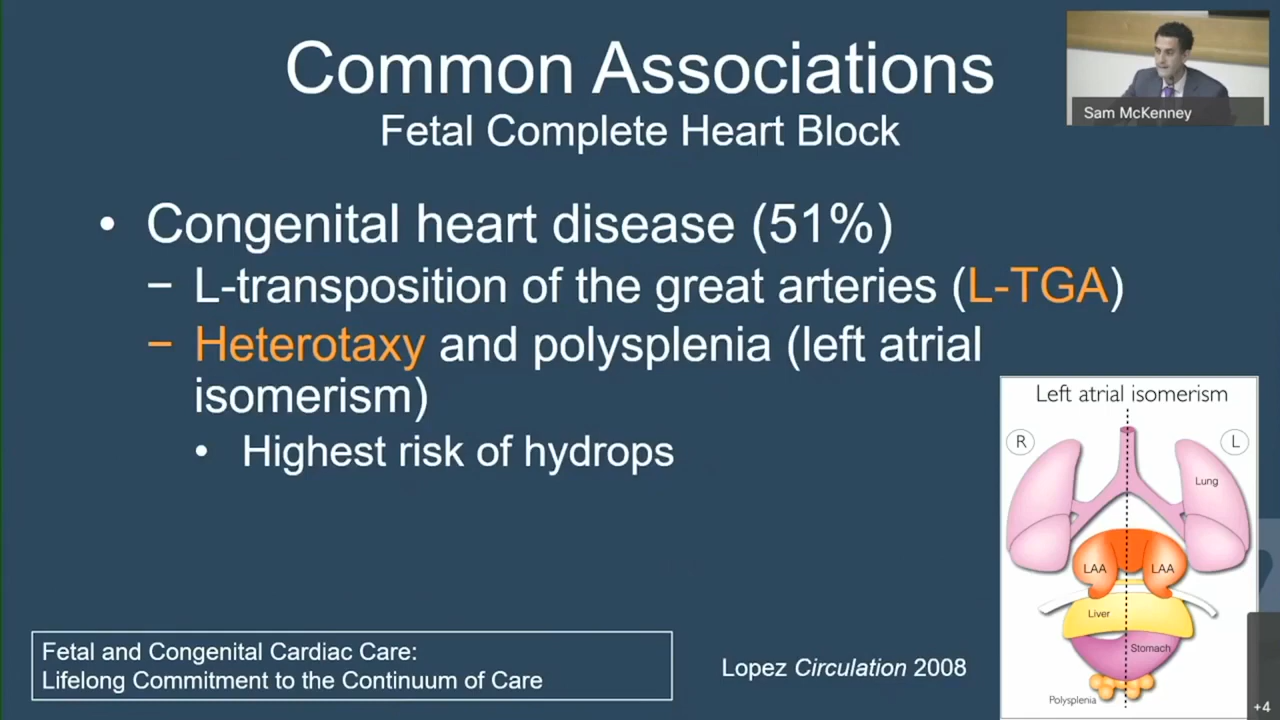 Common Associations
Fetal Complete Heart Block
Sam McKenney
• Congenital heart disease (51%)
– L-transposition of the great arteries (L-TGA)
– Heterotaxy and polysplenia (left atrial
isomerism)
• Highest risk of hydrops
Left atrial isomerism
R
L
Lung
LAA
LAA
Liver
Stomach
Polysplenia
Fetal and Congenital Cardiac Care:
Lifelong Commitment to the Continuum of Care
Lopez Circulation 2008
+4